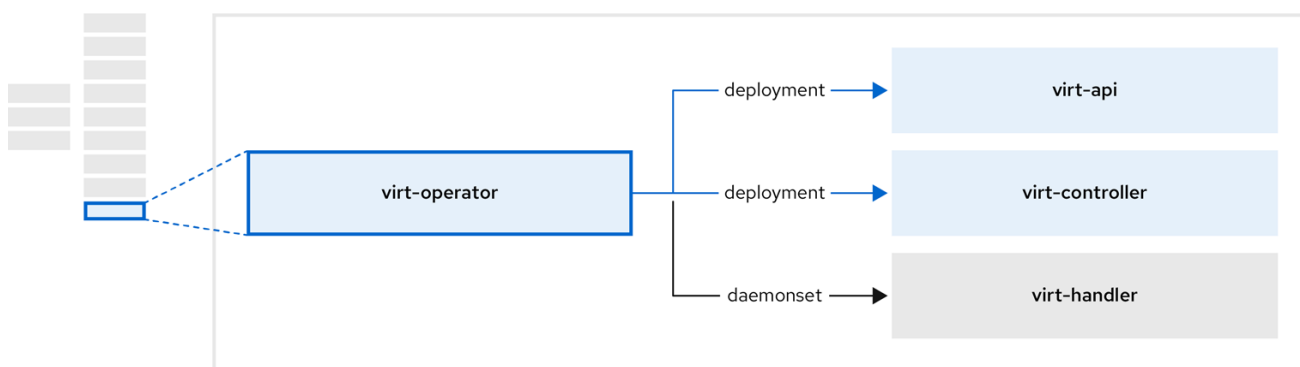 deployment
virt-api
virt-operator
deployment
virt-controller
daemonset
virt-handler